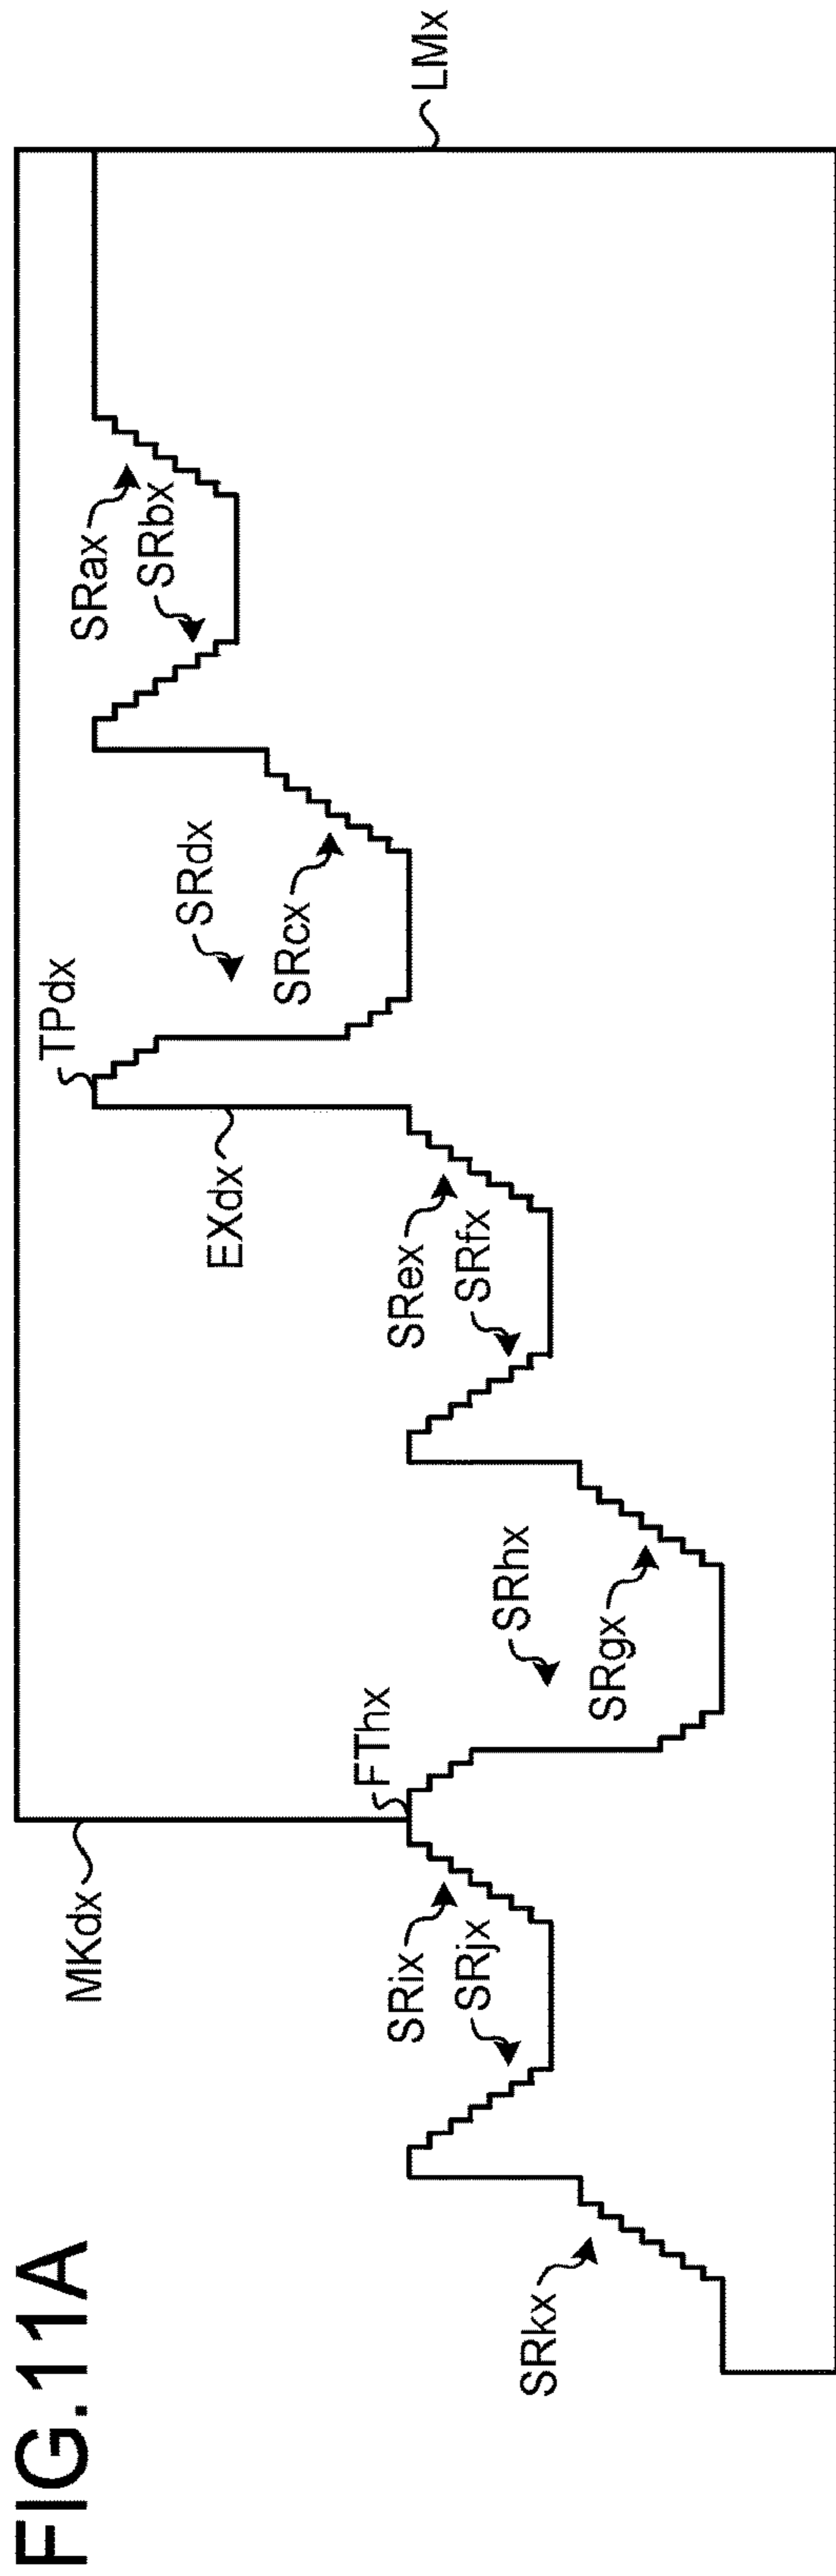 FIG.11A
MKdx
FThx
TPdx
EXdx
SRkx
SRix
SRjx
SRhx
SRgx
SRex
SRfx
SRdx
SRcx
SRax
SRbx
LMx